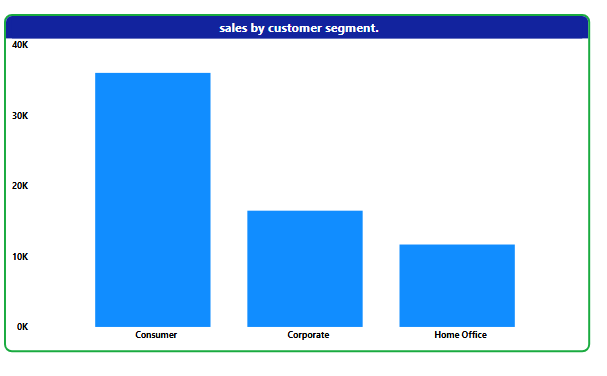 sales by customer segment.
40K
30K
20K
10K
0K
Consumer Corporate Home Office